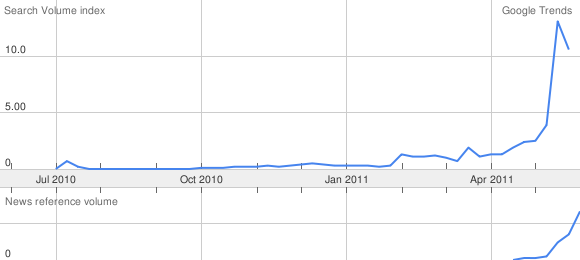 Search Volume index Google Trends
10.0
5.00
0
Jul 2010 Oct 2010 Jan 2011 Apr 2011
News reference volume
0